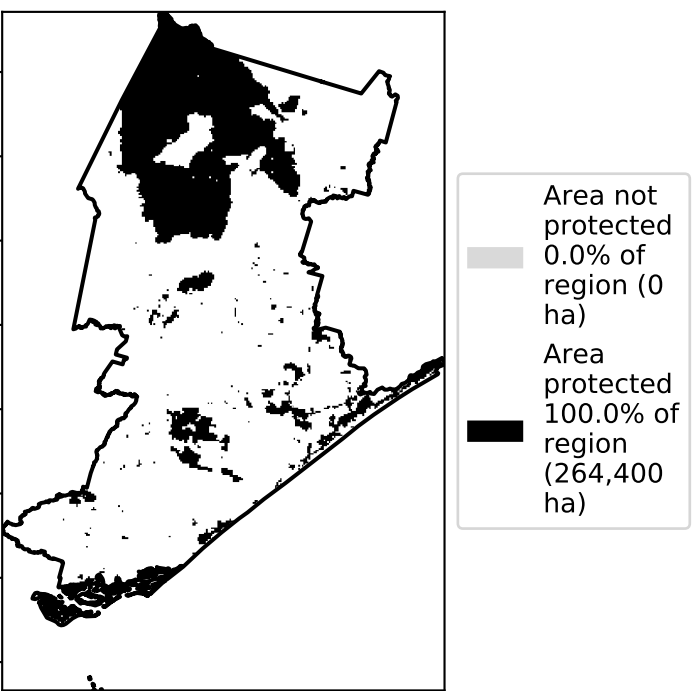 Area not
protected
0.0% of
region (0
ha)
Area
protected
100.0% of
region
(264,400
ha)